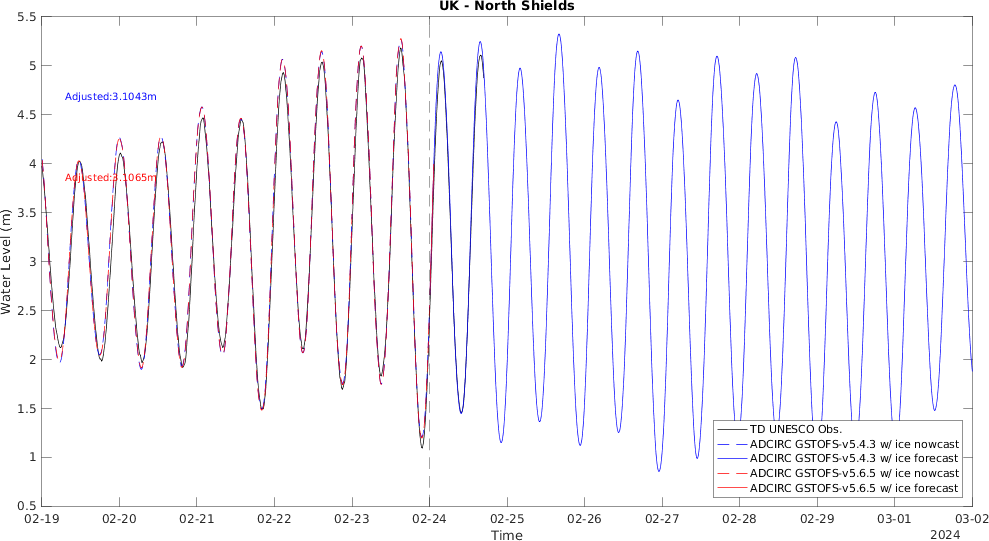 UK - North Shields
5.5
5
4.5
4
3.5
3
2.5
2
1.5
1
0.5
Water Level (m)
Adjusted:3.1043m
Adjusted:3.1065m
TD UNESCO Obs.
ADCIRC GSTOFS-v5.4.3 w/ ice nowcast
ADCIRC GSTOFS-v5.4.3 w/ ice forecast
ADCIRC GSTOFS-v5.6.5 w/ ice nowcast
ADCIRC GSTOFS-v5.6.5 w/ ice forecast
02-19 02-20 02-21 02-22 02-23 02-24 02-25 02-26 02-27 02-28 02-29 03-01 03-02
Time
2024